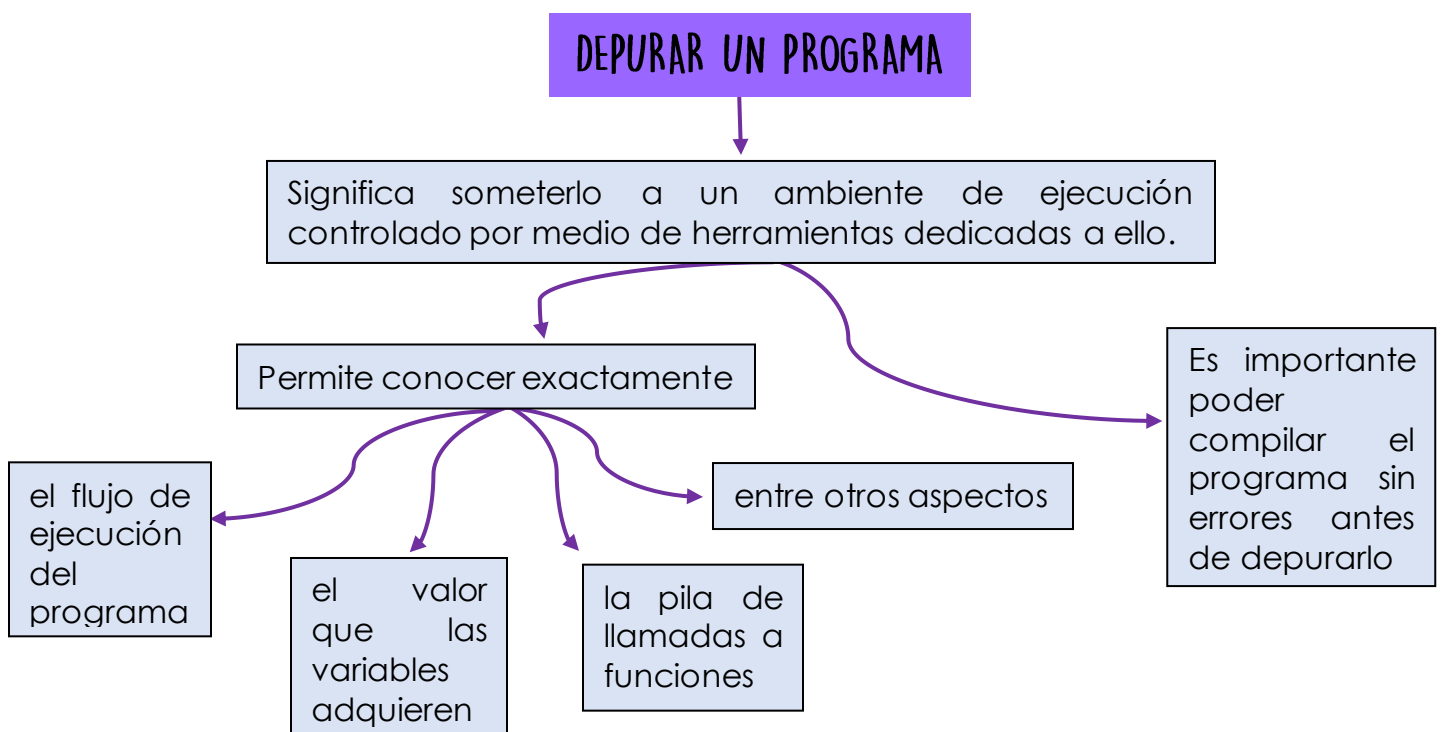 DEPURAR UN PROGRAMA
Significa someterlo a un ambiente de ejecución
controlado por medio de herramientas dedicadas a ello.
Permite conocer exactamente
Es importante
poder
compilar el
programa sin
errores antes
de depurarlo
el flujo de
ejecución
del
programa
el valor
que las
variables
adquieren
la pila de
llamadas a
funciones
entre otros aspectos